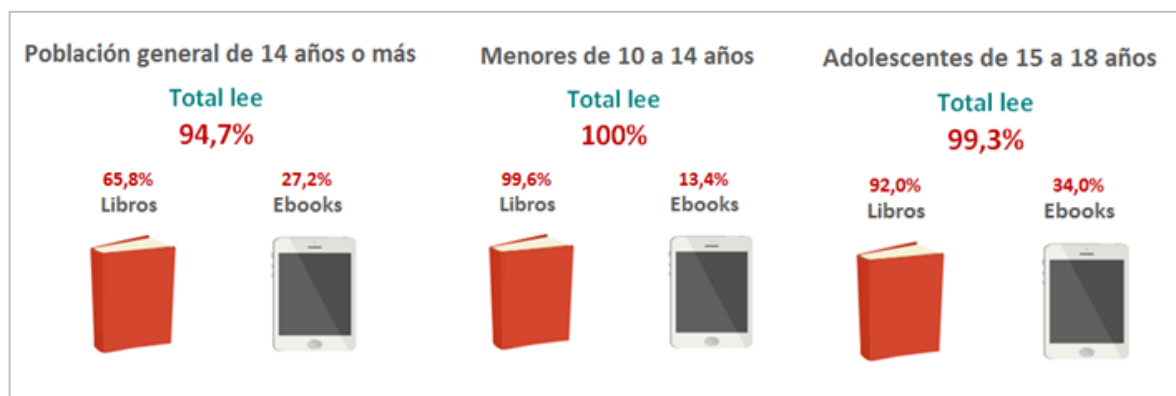 Población general de 14 años o más
Total lee
94,7%
65,8%
Libros
27,2%
Ebooks
Menores de 10 a 14 años
Total lee
100%
99,6%
Libros
13,4%
Ebooks
Adolescentes de 15 a 18 años
Total lee
99,3%
92,0%
Libros
34,0%
Ebooks